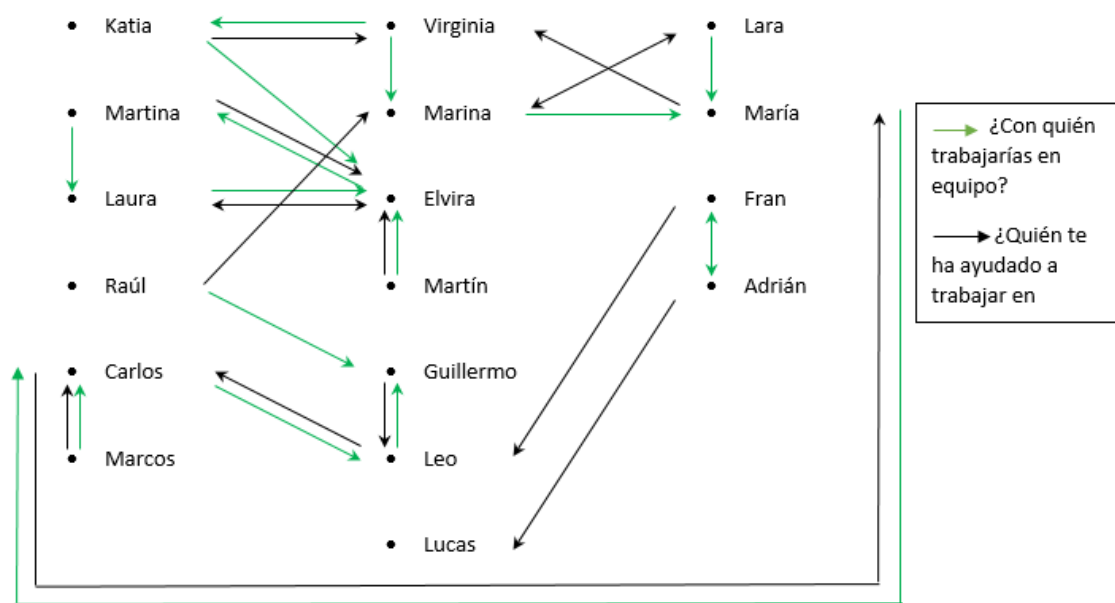 Katia Virginia Lara
Martina Marina María
Laura Elvira Fran
Raúl Martín Adrián
Carlos Guillermo
Marcos Leo
Lucas
¿Con quién
trabajarías en
equipo?
¿Quién te
ha ayudado a
trabajar en